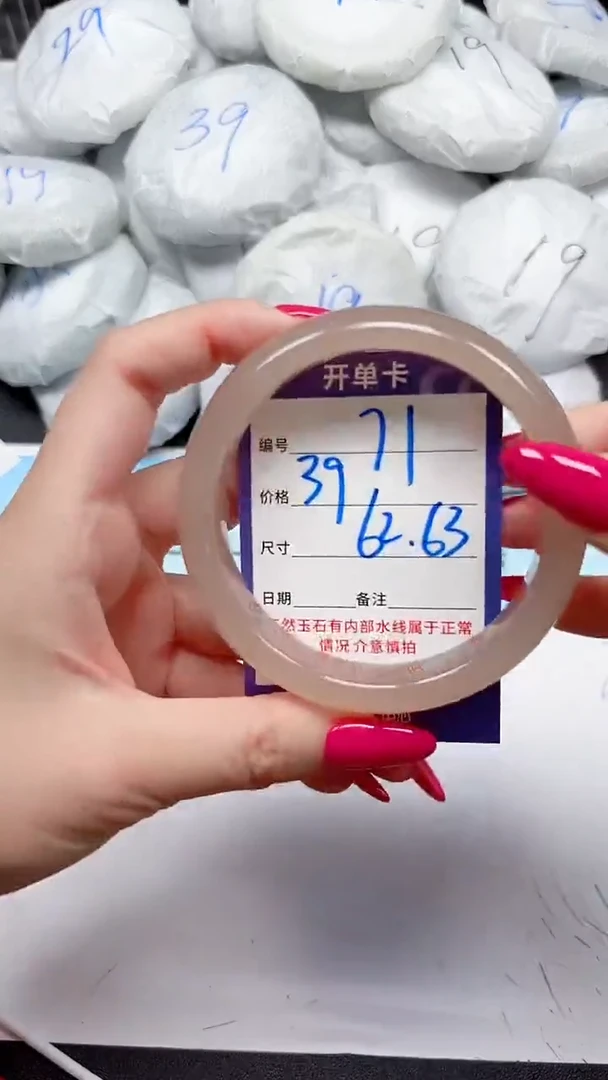 29
19
39
19
19
开单卡
编号 71
价格 39
尺寸 62.63
日期 备注
然玉石有内部水线属于正常
情况 介意慎拍